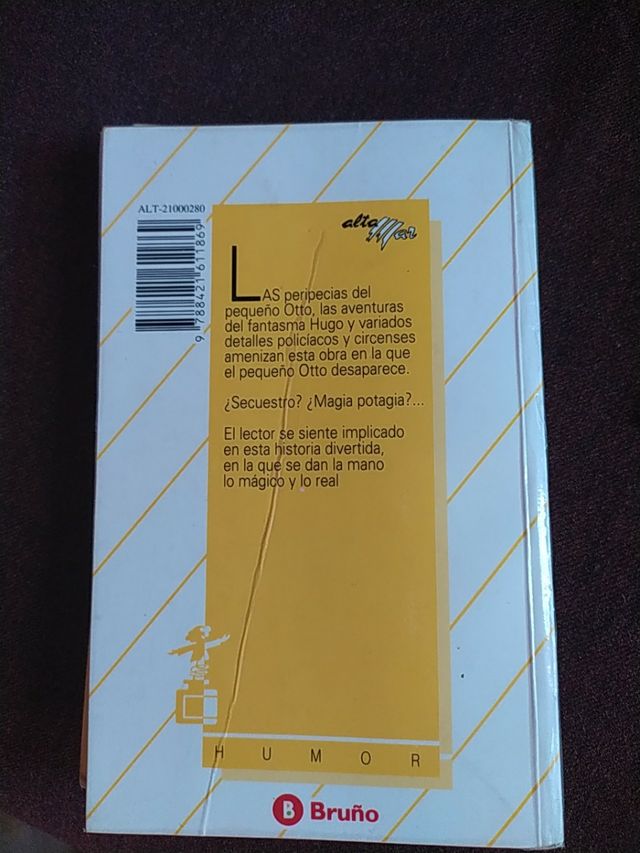 ALT-21000280
9 788421 611869
alta Mar
LAS peripecias del
pequeño Otto, las aventuras
del fantasma Hugo y variados
detalles policíacos y circenses
amenizan esta obra en la que
el pequeño Otto desaparece.
¿Secuestro? ¿Magia potagia?...
El lector se siente implicado
en esta historia divertida,
en la que se dan la mano
lo mágico y lo real
HUMOR
B Bruño